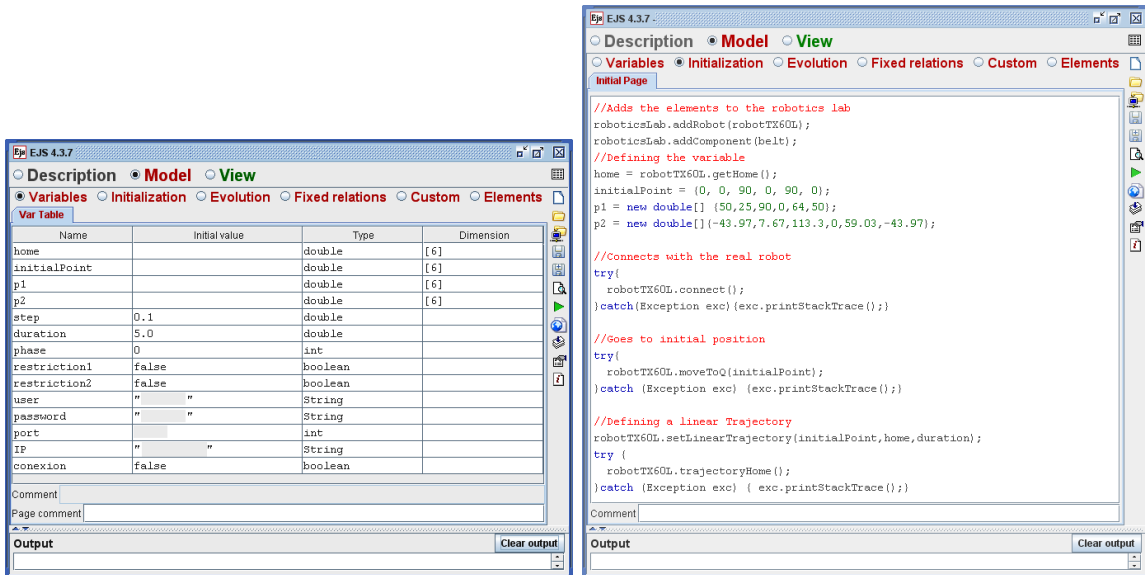 Ejs EJS 4.3.7
Description Model View
Variables Initialization Evolution Fixed relations Custom Elements
Var Table
Name Initial value Type Dimension
home double [6]
initialPoint double [6]
p1 double [6]
p2 double [6]
step 0.1 double
duration 5.0 double
phase 0 int
restriction1 false boolean
restriction2 false boolean
user " " String
password " " String
port int
IP " " String
conexion false boolean
Comment
Page comment
Output Clear output
Ejs EJS 4.3.7 -
Description Model View
Variables Initialization Evolution Fixed relations Custom Elements
Initial Page
//Adds the elements to the robotics lab
roboticsLab.addRobot(robotTX60L);
roboticsLab.addComponent(belt);
//Defining the variable
home = robotTX60L.getHome();
initialPoint = {0, 0, 90, 0, 90, 0};
p1 = new double[] {50,25,90,0,64,50};
p2 = new double[]{-43.97,7.67,113.3,0,59.03,-43.97};
//Connects with the real robot
try{
robotTX60L.connect();
}catch(Exception exc){exc.printStackTrace();}
//Goes to initial position
try{
robotTX60L.moveToQ(initialPoint);
}catch (Exception exc) {exc.printStackTrace();}
//Defining a linear Trajectory
robotTX60L.setLinearTrajectory(initialPoint,home,duration);
try {
robotTX60L.trajectoryHome();
}catch (Exception exc) { exc.printStackTrace();}
Comment
Output Clear output